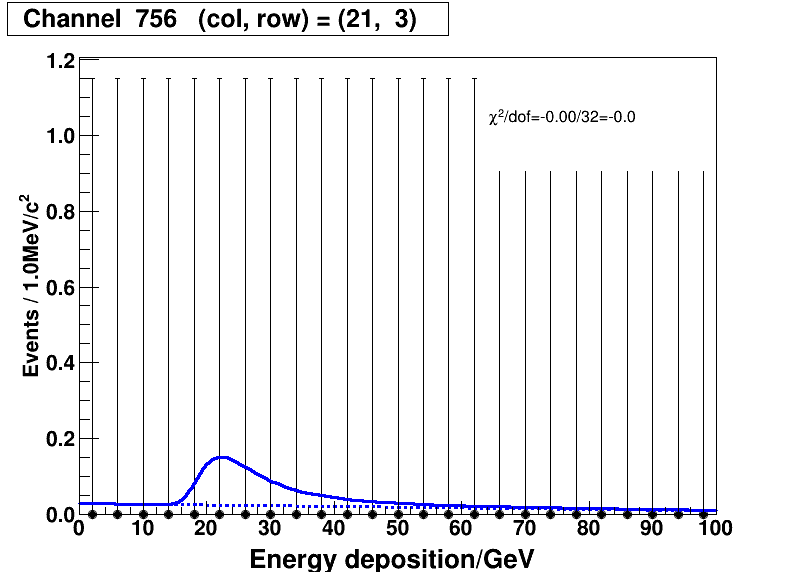 Channel 756 (col, row) = (21, 3)
χ²/dof=-0.00/32=-0.0
Events / 1.0MeV/c²
1.2
1.0
0.8
0.6
0.4
0.2
0.0
0 10 20 30 40 50 60 70 80 90 100
Energy deposition/GeV